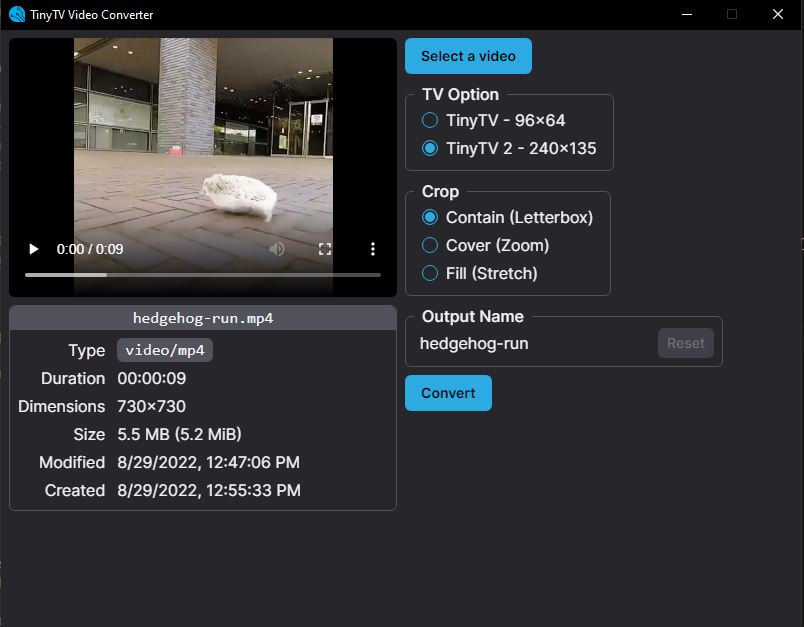 TinyTV Video Converter
0:00 / 0:09
hedgehog-run.mp4
Type video/mp4
Duration 00:00:09
Dimensions 730×730
Size 5.5 MB (5.2 MiB)
Modified 8/29/2022, 12:47:06 PM
Created 8/29/2022, 12:55:33 PM
Select a video
TV Option
TinyTV - 96×64
TinyTV 2 - 240×135
Crop
Contain (Letterbox)
Cover (Zoom)
Fill (Stretch)
Output Name
hedgehog-run Reset
Convert